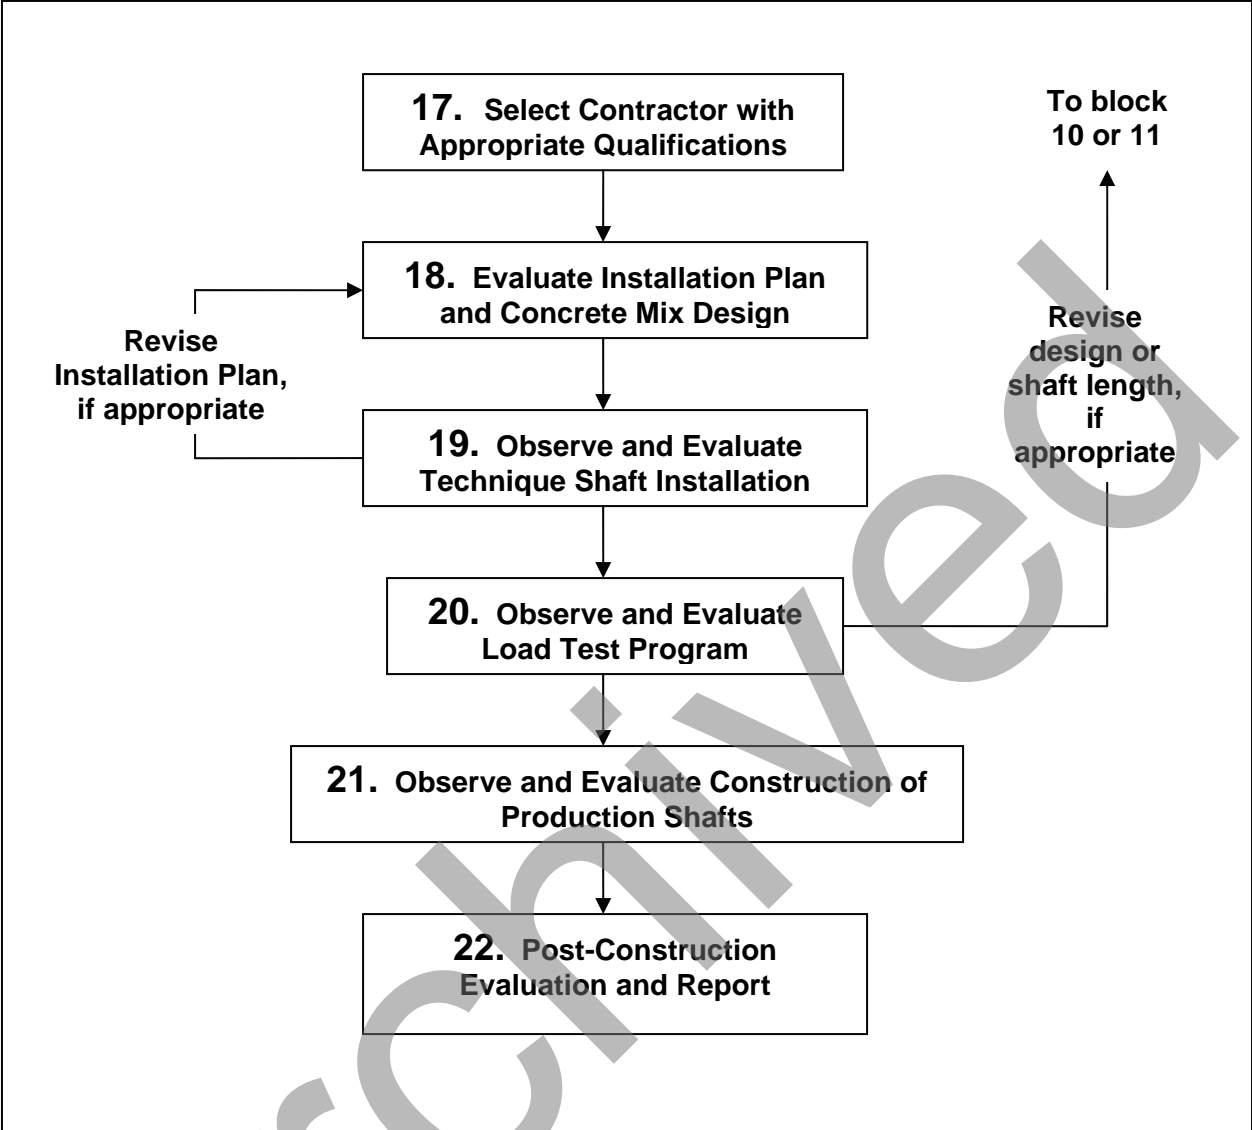 17. Select Contractor with
Appropriate Qualifications
To block
10 or 11
18. Evaluate Installation Plan
and Concrete Mix Design
Revise
Installation Plan,
if appropriate
Revise
design or
shaft length,
if
appropriate
19. Observe and Evaluate
Technique Shaft Installation
20. Observe and Evaluate
Load Test Program
21. Observe and Evaluate Construction of
Production Shafts
22. Post-Construction
Evaluation and Report
rchived